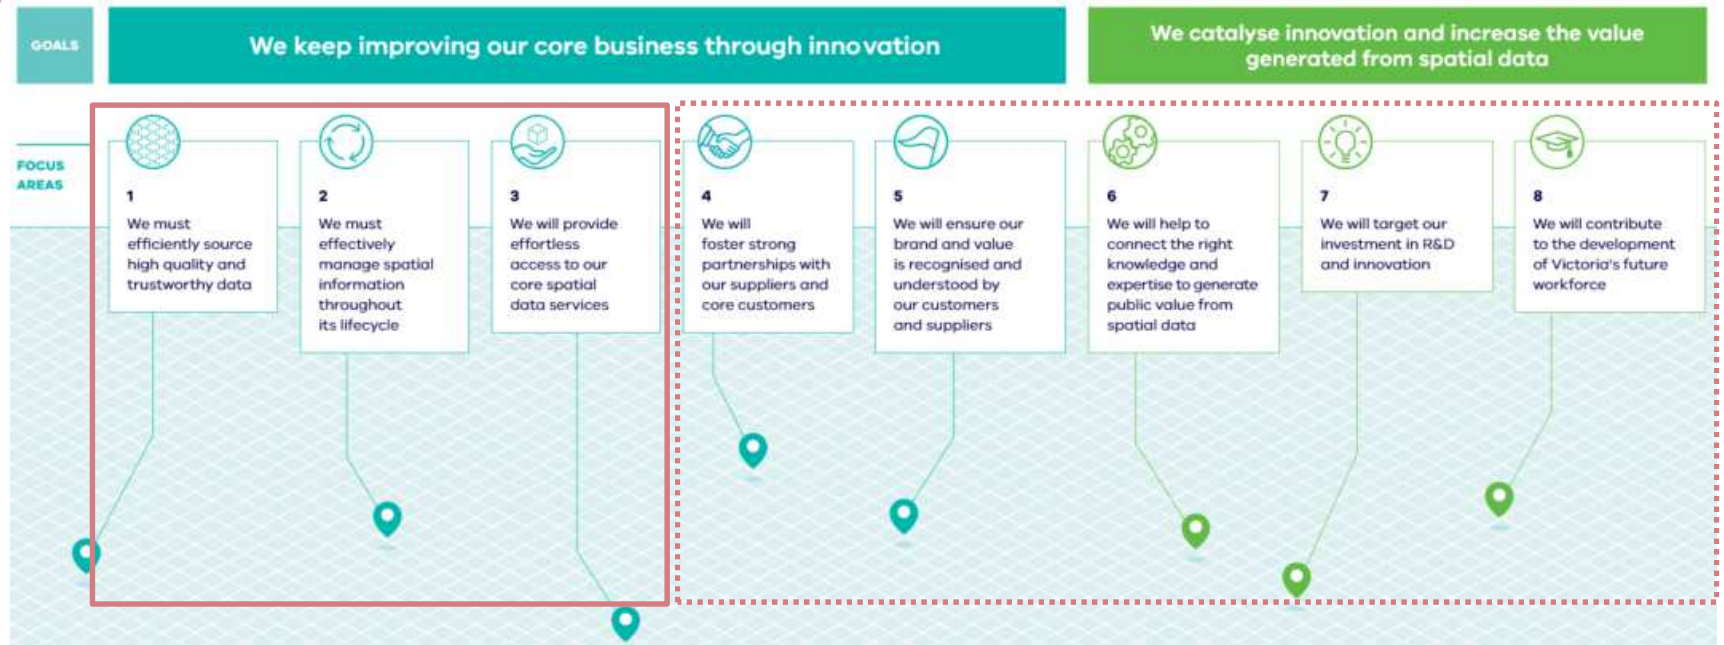 GOALS
We keep improving our core business through innovation
We catalyse innovation and increase the value
generated from spatial data
FOCUS
AREAS
1
We must
efficiently source
high quality and
trustworthy data
2
We must
effectively
manage spatial
information
throughout
its lifecycle
3
We will provide
effortless
access to our
core spatial
data services
4
We will
foster strong
partnerships with
our suppliers and
core customers
5
We will ensure our
brand and value
is recognised and
understood by
our customers
and suppliers
6
We will help to
connect the right
knowledge and
expertise to generate
public value from
spatial data
7
We will target our
investment in R&D
and innovation
8
We will contribute
to the development
of Victoria's future
workforce